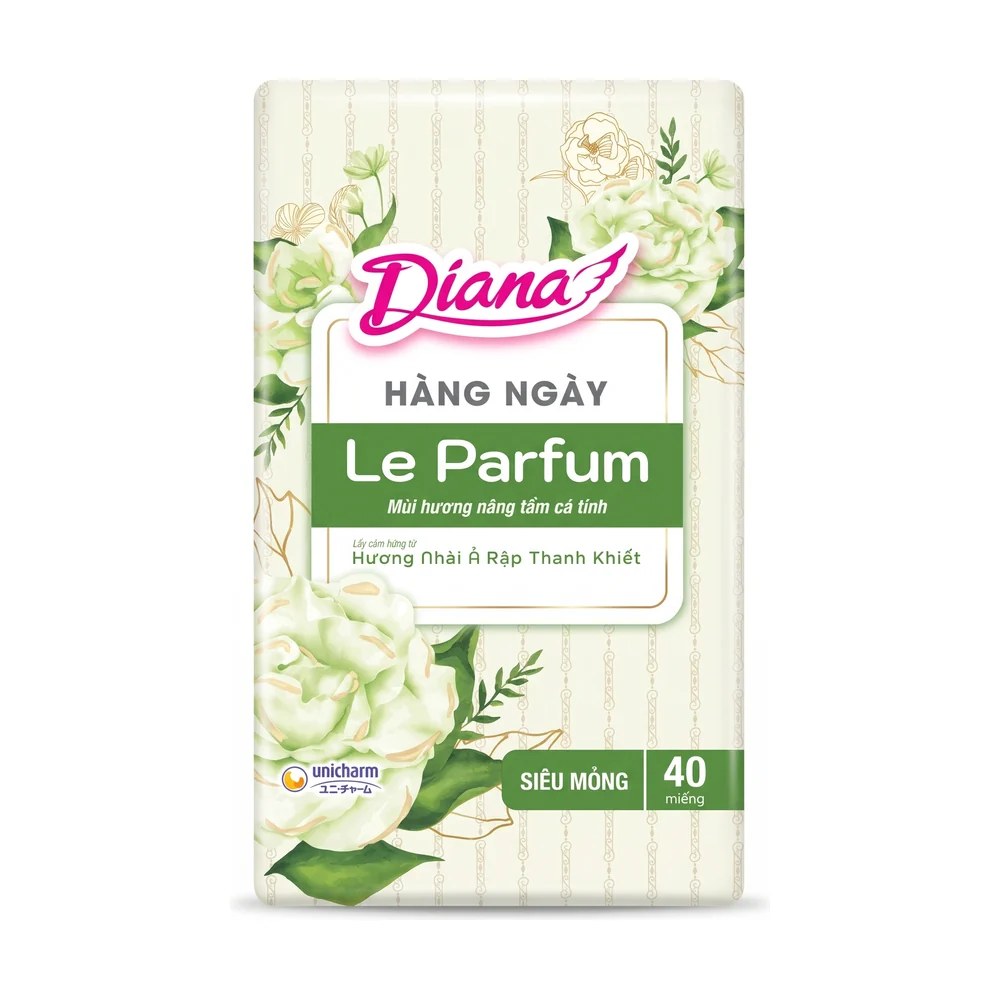 Diana
HÀNG NGÀY
Le Parfum
Mùi hương nâng tầm cá tính
Lấy cảm hứng từ
Hương Nhài Ả Rập Thanh Khiết
unicharm
ユニ・チャーム
SIÊU MỎNG
40
miếng